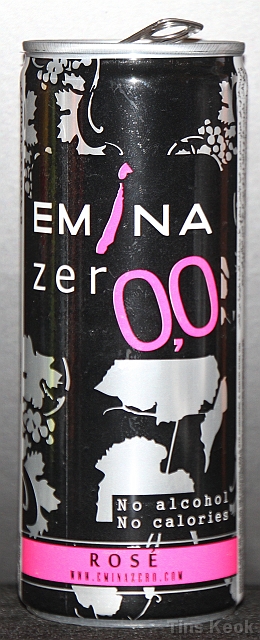 EMiNA
zer0,0
No alcohol
No calories
ROSÉ
WWW.EMINAZERO.COM
Tins Keok